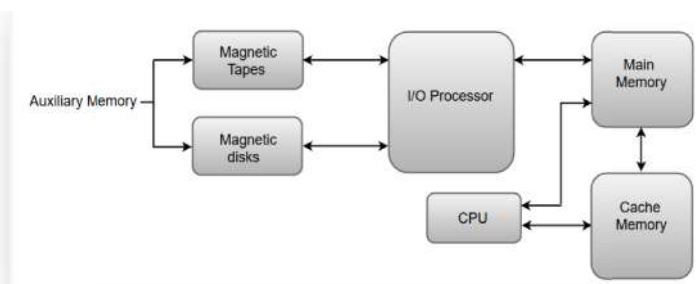 Auxiliary Memory
Magnetic
Tapes
Magnetic
disks
I/O Processor
Main
Memory
CPU
Cache
Memory